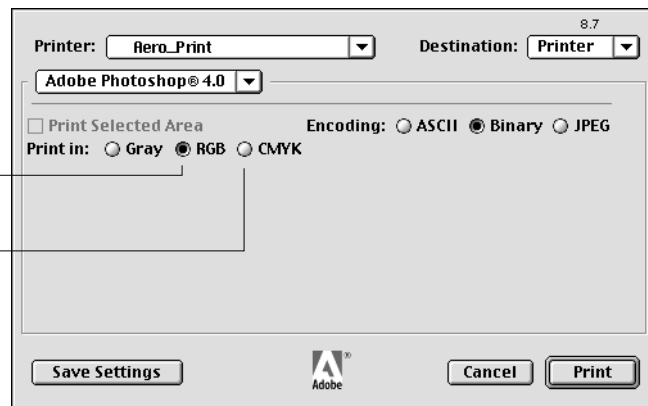 8.7
Printer: Aero_Print Destination: Printer
Adobe Photoshop® 4.0
Print Selected Area Encoding: ASCII Binary JPEG
Print in: Gray RGB CMYK
Save Settings Adobe ® Cancel Print